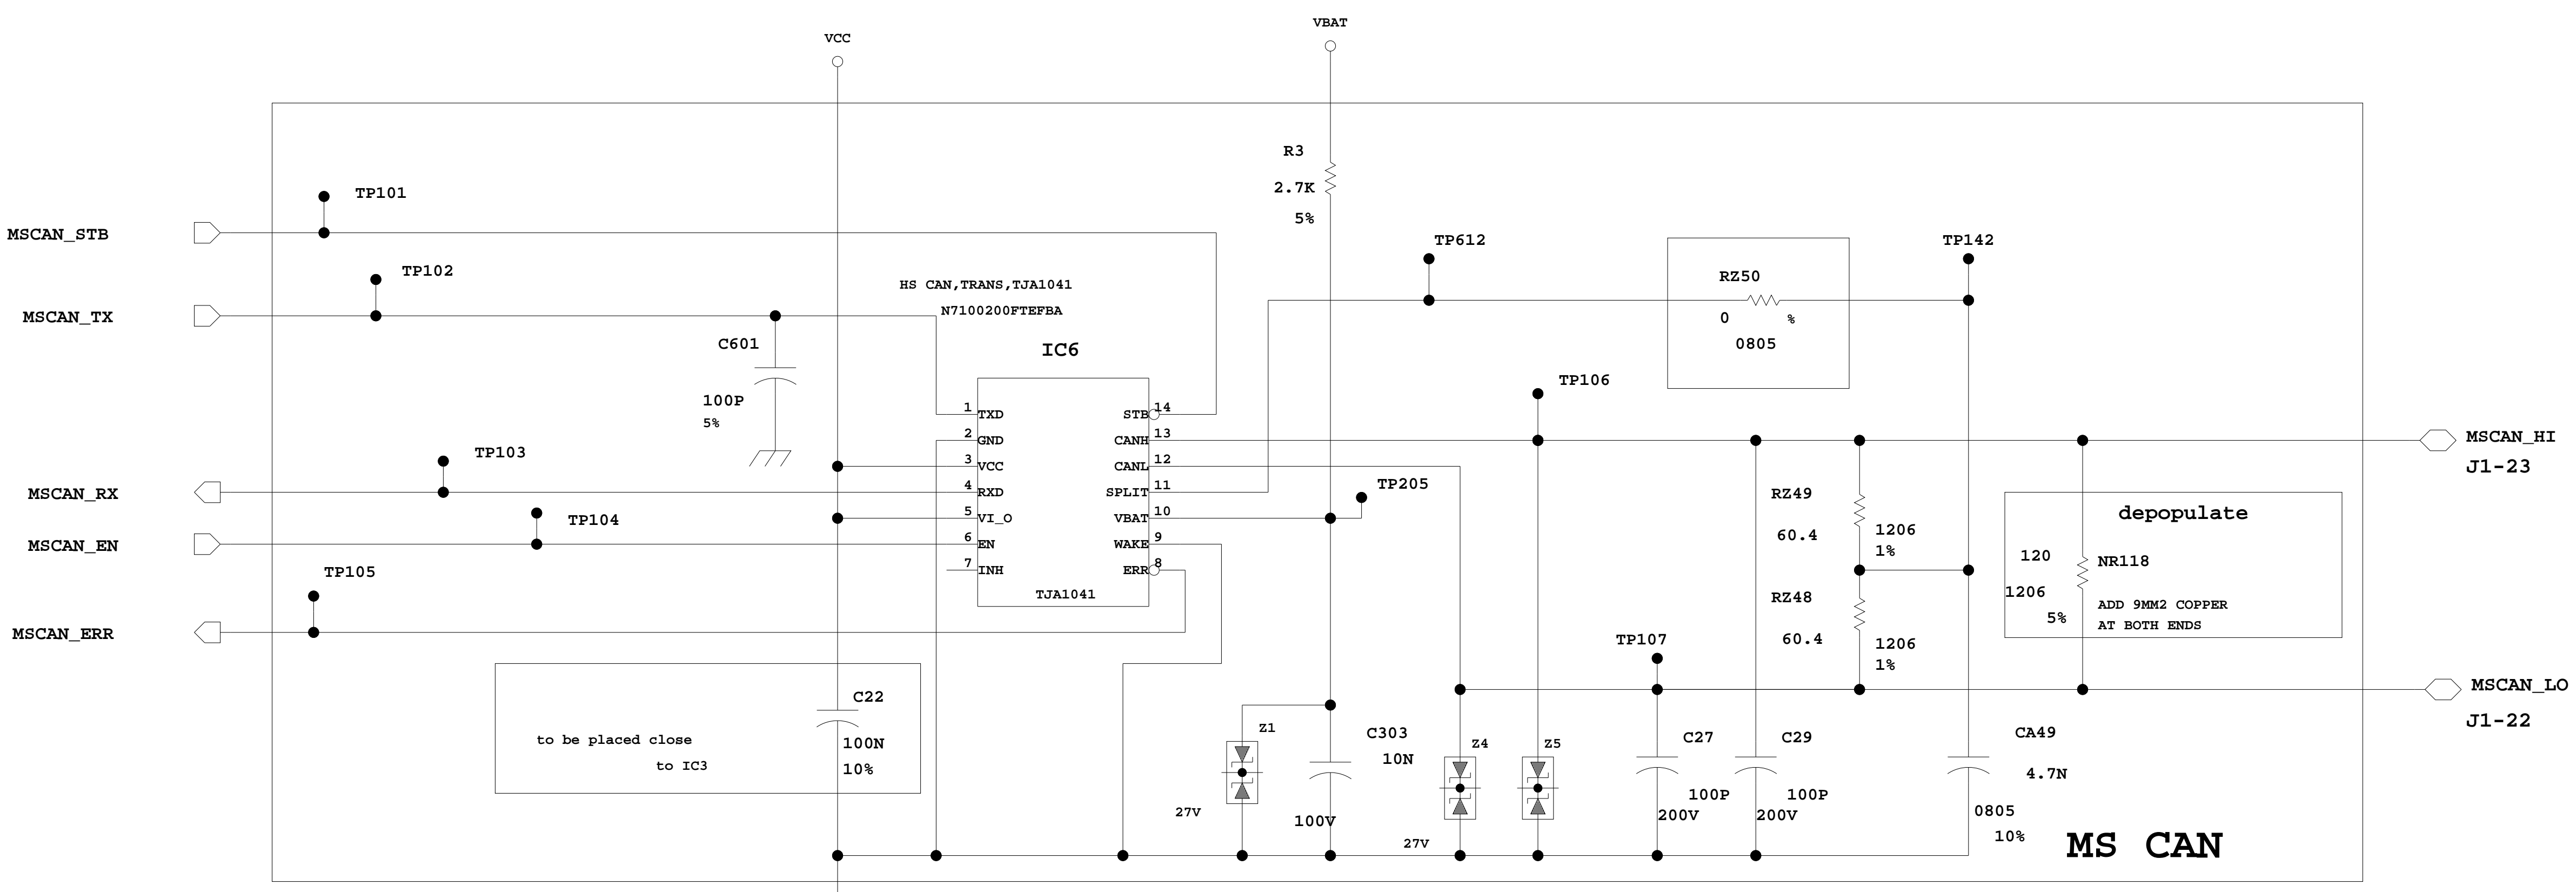 VBAT
VCC
R3
2.7K
5%
TP101
MSCAN_STB
TP612
TP142
TP102
RZ50
HS CAN,TRANS,TJA1041
N7100200FTEFBA
MSCAN_TX
0 %
0805
C601
IC6
TP106
100P
5%
1 TXD
STB 14
2 GND
CANH 13
MSCAN_HI
J1-23
TP103
3 VCC
CANL 12
TP205
MSCAN_RX
4 RXD
SPLIT 11
RZ49
depopulate
TP104
5 VI_O
VBAT 10
60.4
1206
1%
MSCAN_EN
6 EN
WAKE 9
120
NR118
TP105
7 INH
ERR 8
1206
5%
ADD 9MM2 COPPER
AT BOTH ENDS
TJA1041
RZ48
60.4
1206
1%
MSCAN_ERR
TP107
MSCAN_LO
J1-22
C22
100N
10%
to be placed close
to IC3
Z1
27V
C303
10N
100V
Z4
27V
Z5
C27
100P
200V
C29
100P
200V
CA49
4.7N
0805
10%
MS CAN